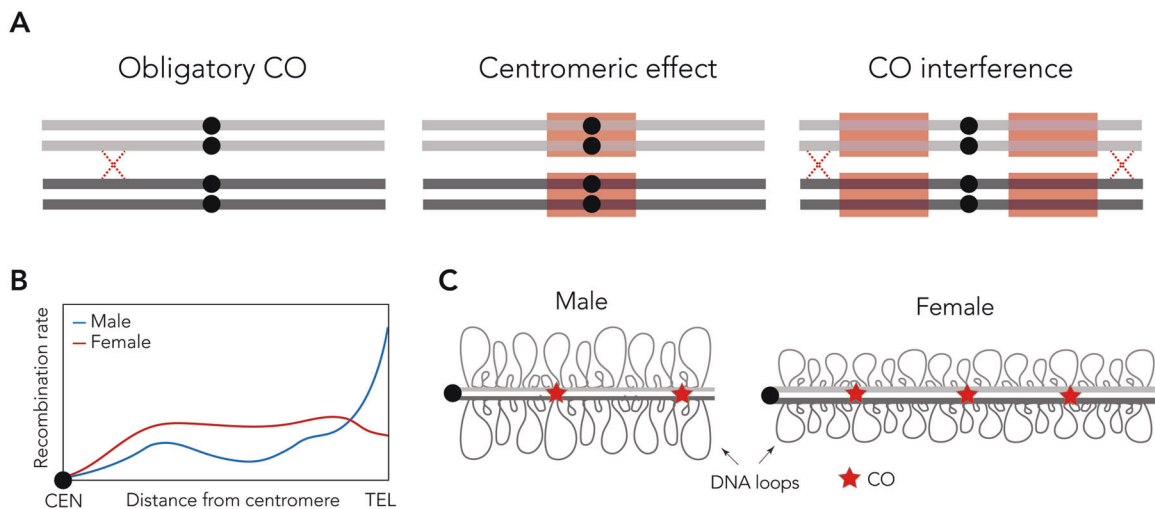 A
Obligatory CO
Centromeric effect
CO interference
B
Recombination rate
Male
Female
CEN
Distance from centromere
TEL
C
Male
Female
DNA loops
CO